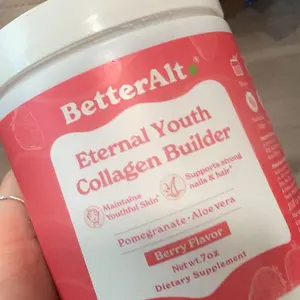 BetterAlt
Eternal Youth
Collagen Builder
Maintains
Youthful Skin*
Supports strong
nails & hair*
Pomegranate · Aloe vera
Berry Flavor
Net wt. 7oz
Dietary Supplement